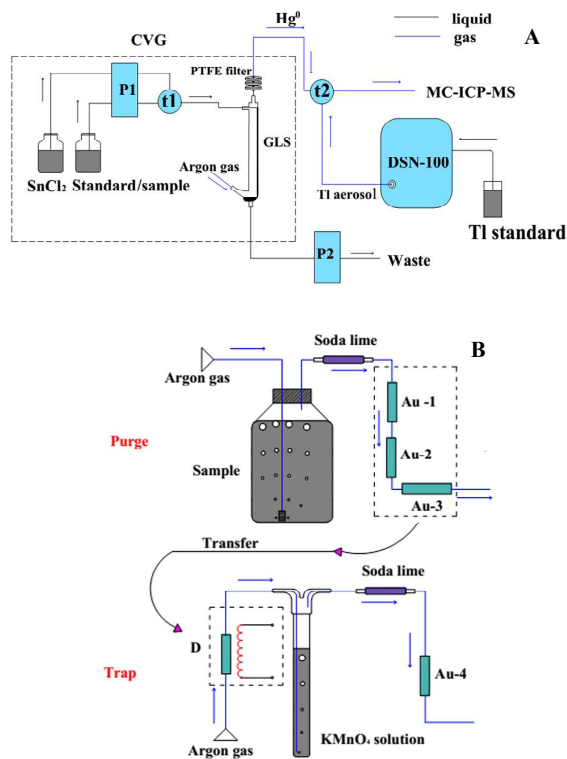 liquid
gas
A
Hg⁰
CVG
PTFE filter
P1
t1
t2
MC-ICP-MS
GLS
DSN-100
Argon gas
SnCl₂
Standard/sample
Tl aerosol
Tl standard
P2
Waste
B
Soda lime
Argon gas
Au -1
Purge
Au-2
Sample
Au-3
Transfer
Soda lime
D
Trap
Au-4
KMnO₄ solution
Argon gas